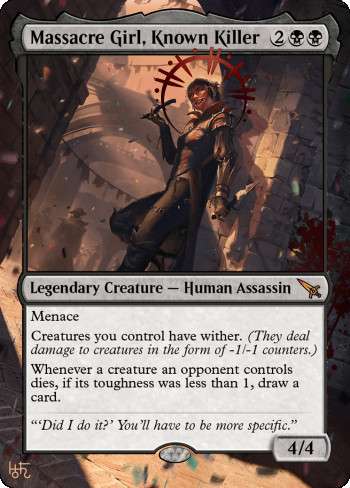 Massacre Girl, Known Killer 2
Legendary Creature — Human Assassin
Menace
Creatures you control have wither. (They deal
damage to creatures in the form of -1/-1 counters.)
Whenever a creature an opponent controls
dies, if its toughness was less than 1, draw a
card.
“‘Did I do it?’ You’ll have to be more specific.”
4/4